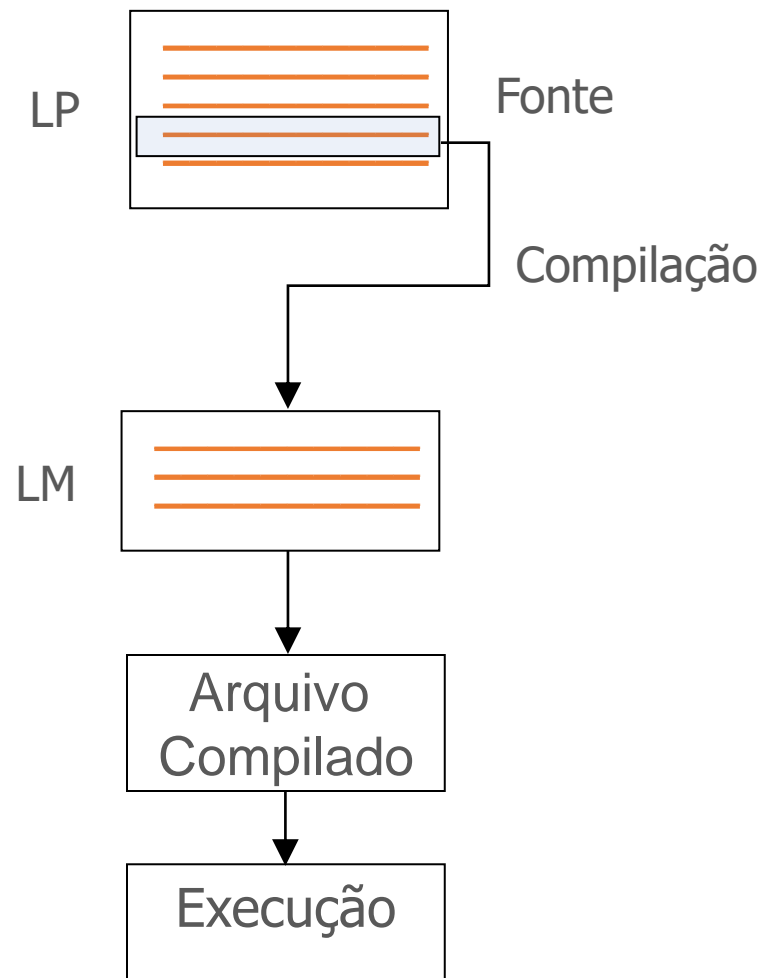 LP
Fonte
Compilação
LM
Arquivo
Compilado
Execução